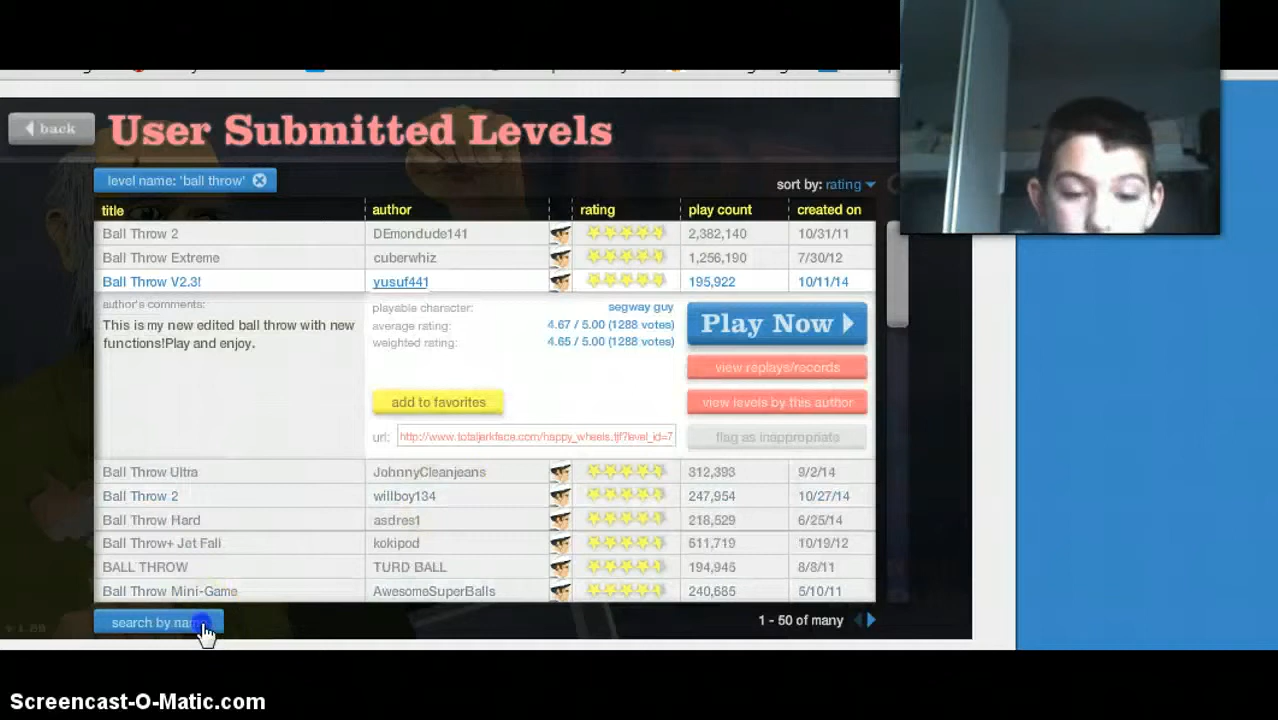 back
User Submitted Levels
level name: 'ball throw'
sort by: rating
title author rating play count created on
Ball Throw 2 DEmondude141 2,382,140 10/31/11
Ball Throw Extreme cuberwhiz 1,256,190 7/30/12
Ball Throw V2.3! yusuf441 195,922 10/11/14
author's comments:
This is my new edited ball throw with new
functions!Play and enjoy.
playable character: segway guy
average rating: 4.67 / 5.00 (1288 votes)
weighted rating: 4.65 / 5.00 (1288 votes)
add to favorites
url: http://www.totaljerkface.com/happy_wheels.tjf?level_id=7
Play Now
view replays/records
view levels by this author
flag as inappropriate
Ball Throw Ultra JohnnyCleanjeans 312,393 9/2/14
Ball Throw 2 willboy134 247,954 10/27/14
Ball Throw Hard asdres1 218,529 6/25/14
Ball Throw+ Jet Fall kokipod 611,719 10/19/12
BALL THROW TURD BALL 194,945 8/8/11
Ball Throw Mini-Game AwesomeSuperBalls 240,685 5/10/11
search by name
1 - 50 of many
Screencast-O-Matic.com